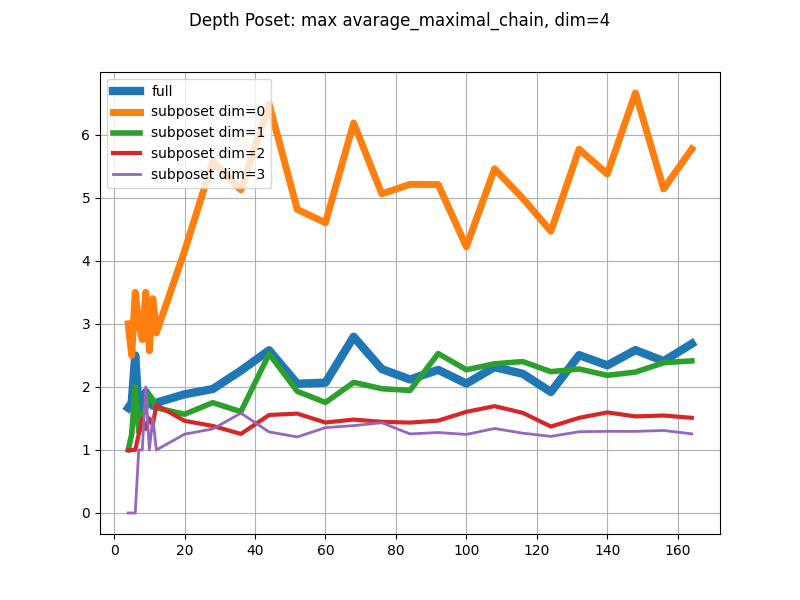 Depth Poset: max avarage_maximal_chain, dim=4
full
subposet dim=0
subposet dim=1
subposet dim=2
subposet dim=3
6
5
4
3
2
1
0
0 20 40 60 80 100 120 140 160